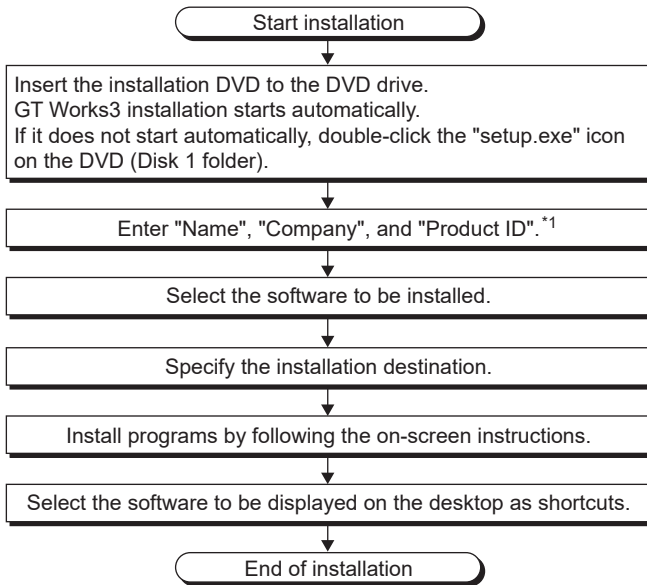 Start installation
Insert the installation DVD to the DVD drive.
GT Works3 installation starts automatically.
If it does not start automatically, double-click the "setup.exe" icon
on the DVD (Disk 1 folder).
Enter "Name", "Company", and "Product ID".*1
Select the software to be installed.
Specify the installation destination.
Install programs by following the on-screen instructions.
Select the software to be displayed on the desktop as shortcuts.
End of installation